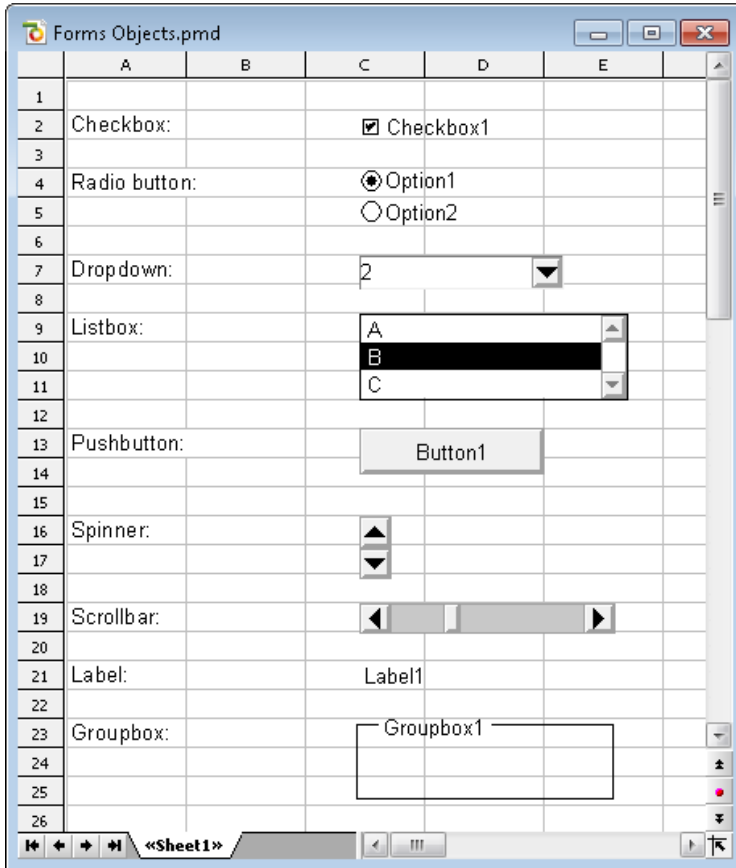 Forms Objects.pmd
A B C D E
1
2 Checkbox: Checkbox1
3
4 Radio button: Option1
5 Option2
6
7 Dropdown: 2
8
9 Listbox: A
10 B
11 C
12
13 Pushbutton: Button1
14
15
16 Spinner:
17
18
19 Scrollbar:
20
21 Label: Label1
22
23 Groupbox: Groupbox1
24
25
26
«Sheet1»